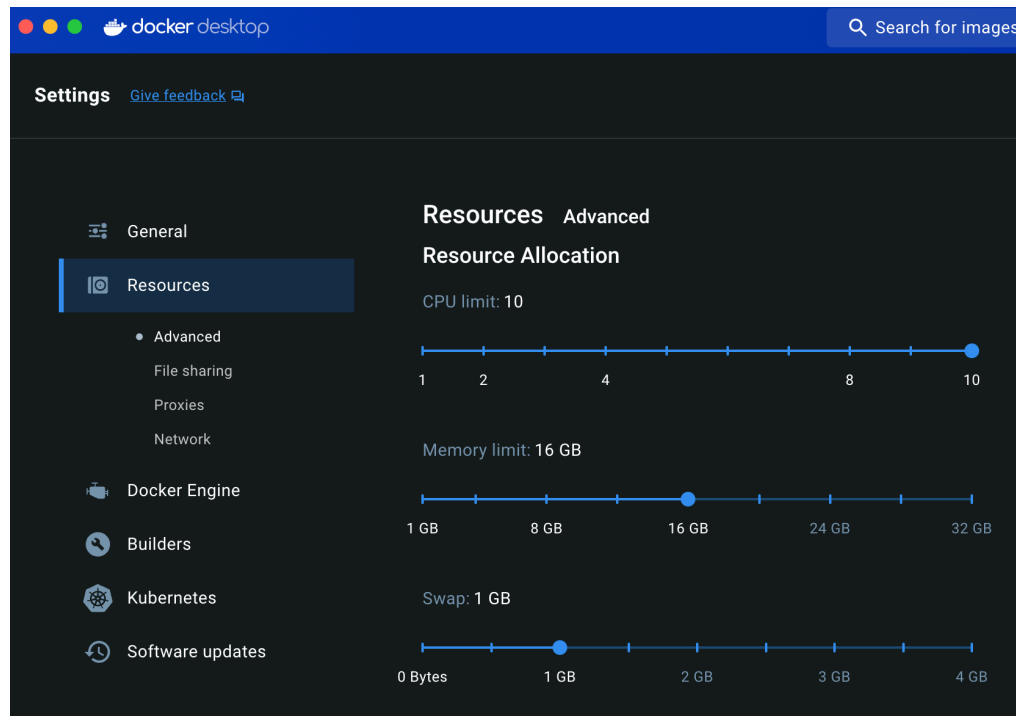 docker desktop
Search for images
Settings Give feedback
General
Resources
Advanced
File sharing
Proxies
Network
Docker Engine
Builders
Kubernetes
Software updates
Resources Advanced
Resource Allocation
CPU limit: 10
1 2 4 8 10
Memory limit: 16 GB
1 GB 8 GB 16 GB 24 GB 32 GB
Swap: 1 GB
0 Bytes 1 GB 2 GB 3 GB 4 GB